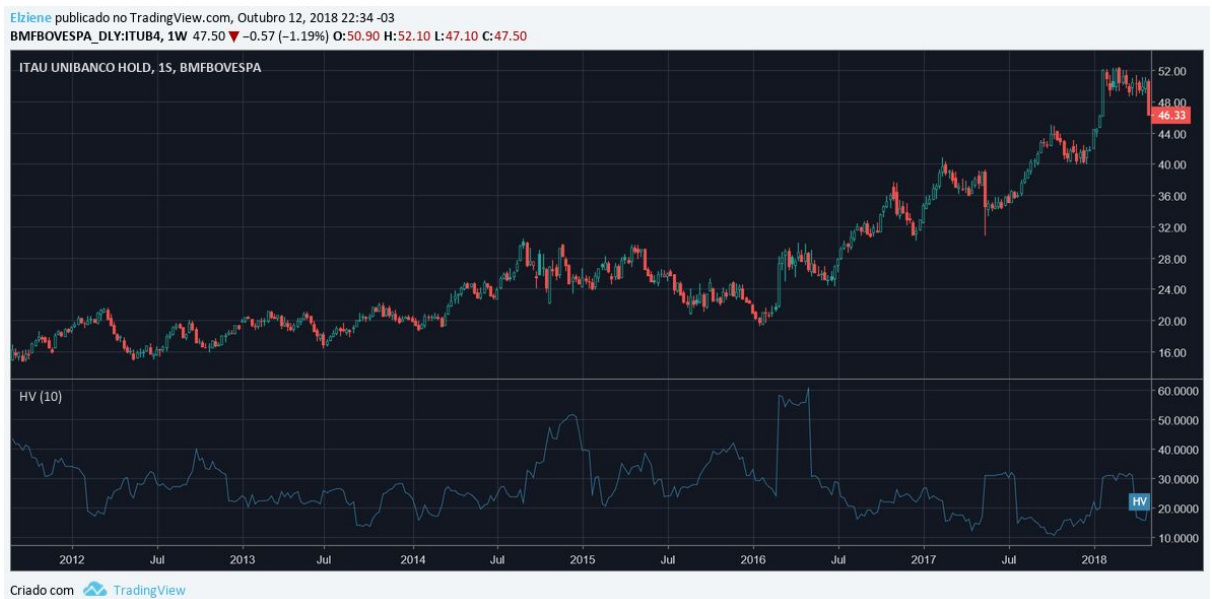 Elziene publicado no TradingView.com, Outubro 12, 2018 22:34 -03
BMFBOVESPA_DLY:ITUB4, 1W 47.50 ▼ −0.57 (−1.19%) O:50.90 H:52.10 L:47.10 C:47.50
ITAU UNIBANCO HOLD, 1S, BMFBOVESPA
52.00
48.00
46.33
44.00
40.00
36.00
32.00
28.00
24.00
20.00
16.00
HV (10)
60.0000
50.0000
40.0000
30.0000
HV
20.0000
10.0000
2012 Jul 2013 Jul 2014 Jul 2015 Jul 2016 Jul 2017 Jul 2018
Criado com TradingView